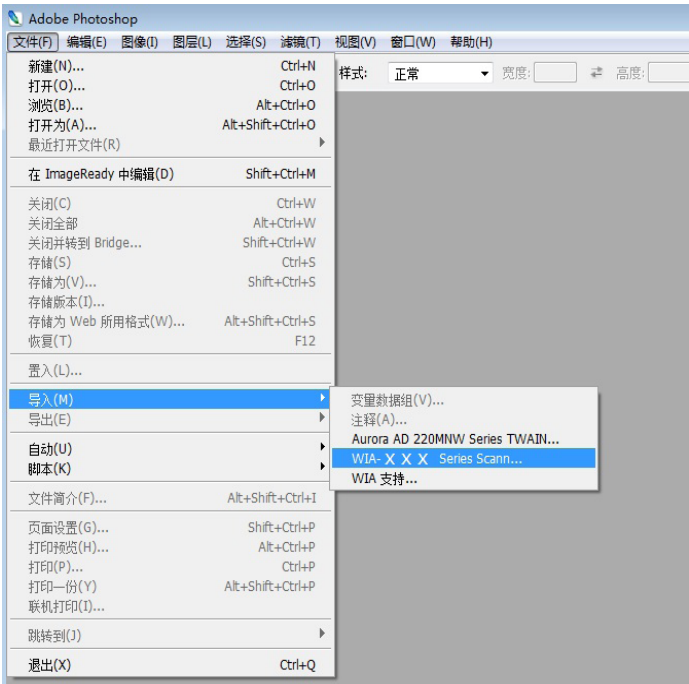 Adobe Photoshop
文件(F) 编辑(E) 图像(I) 图层(L) 选择(S) 滤镜(T) 视图(V) 窗口(W) 帮助(H)
样式: 正常 宽度: 高度:
新建(N)... Ctrl+N
打开(O)... Ctrl+O
浏览(B)... Alt+Ctrl+O
打开为(A)... Alt+Shift+Ctrl+O
最近打开文件(R)
在 ImageReady 中编辑(D) Shift+Ctrl+M
关闭(C) Ctrl+W
关闭全部 Alt+Ctrl+W
关闭并转到 Bridge... Shift+Ctrl+W
存储(S) Ctrl+S
存储为(V)... Shift+Ctrl+S
存储版本(I)...
存储为 Web 所用格式(W)... Alt+Shift+Ctrl+S
恢复(T) F12
置入(L)...
导入(M)
导出(E)
自动(U)
脚本(K)
文件简介(F)... Alt+Shift+Ctrl+I
页面设置(G)... Shift+Ctrl+P
打印预览(H)... Alt+Ctrl+P
打印(P)... Ctrl+P
打印一份(Y) Alt+Shift+Ctrl+P
联机打印(I)...
跳转到(J)
退出(X) Ctrl+Q
变量数据组(V)...
注释(A)...
Aurora AD 220MNW Series TWAIN...
WIA- X X X Series Scann...
WIA 支持...